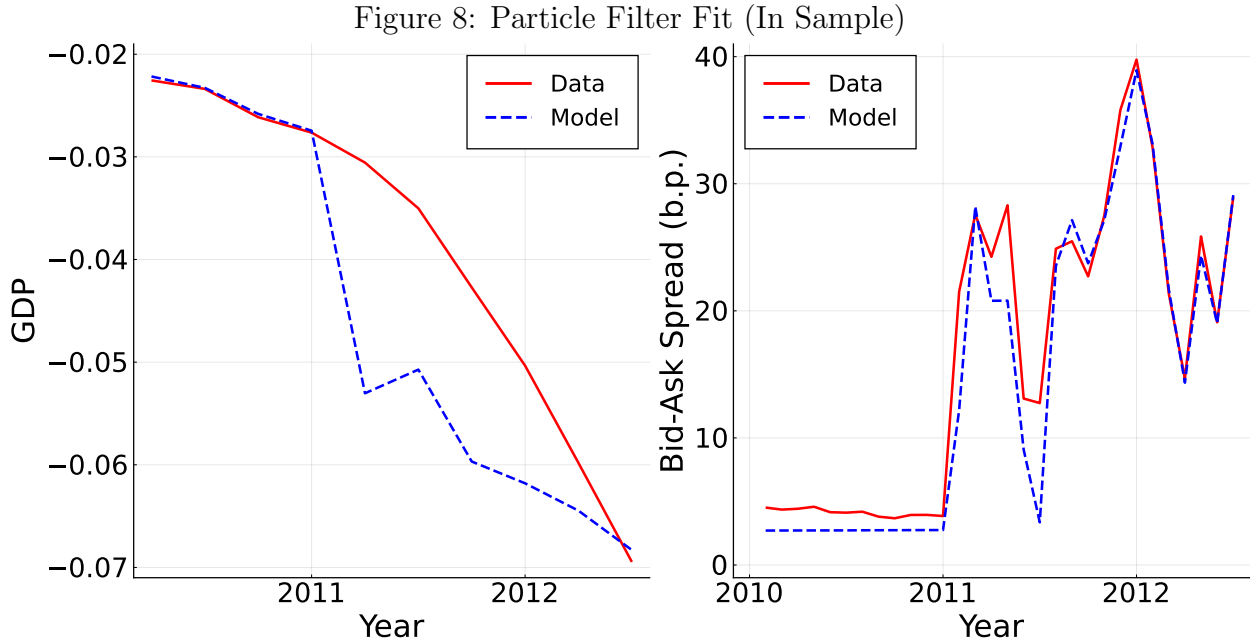 Figure 8: Particle Filter Fit (In Sample)
−0.02
−0.03
−0.04
−0.05
−0.06
−0.07
GDP
Data
Model
2011
2012
Year
40
30
20
10
0
Bid-Ask Spread (b.p.)
Data
Model
2010
2011
2012
Year